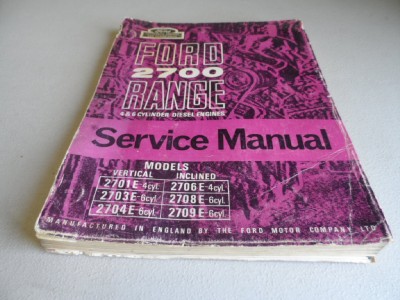 FORD
2700
RANGE
4 & 6 CYLINDER DIESEL ENGINES
Service Manual
MODELS
VERTICAL INCLINED
2701E-4cyl. 2706E-4cyl.
2703E-6cyl. 2708E-6cyl.
2704E-6cyl. 2709E-6cyl.
MANUFACTURED IN ENGLAND BY THE FORD MOTOR COMPANY LTD